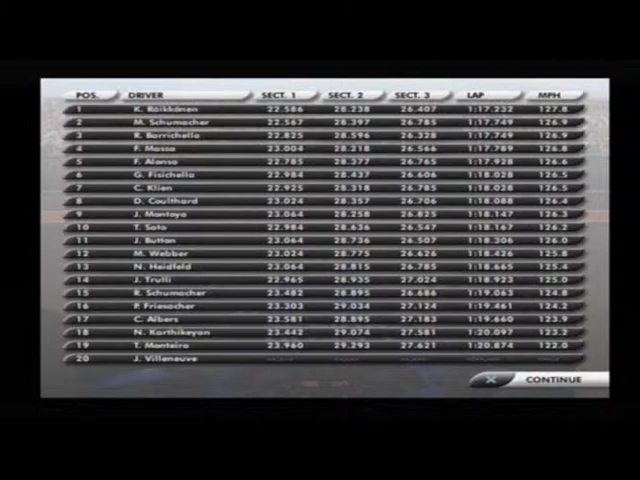 POS. DRIVER SECT. 1 SECT. 2 SECT. 3 LAP MPH
1 K. Räikkönen 22.586 28.238 26.407 1:17.232 127.8
2 M. Schumacher 22.567 28.397 26.785 1:17.749 126.9
3 R. Barrichello 22.825 28.596 26.328 1:17.749 126.9
4 F. Massa 23.004 28.218 26.566 1:17.789 126.8
5 F. Alonso 22.785 28.377 26.765 1:17.928 126.6
6 G. Fisichella 22.984 28.437 26.606 1:18.028 126.5
7 C. Klien 22.925 28.318 26.785 1:18.028 126.5
8 D. Coulthard 23.024 28.357 26.706 1:18.088 126.4
9 J. Montoya 23.064 28.258 26.825 1:18.147 126.3
10 T. Sato 22.984 28.636 26.547 1:18.167 126.2
11 J. Button 23.064 28.736 26.507 1:18.306 126.0
12 M. Webber 23.024 28.775 26.626 1:18.426 125.8
13 N. Heidfeld 23.064 28.815 26.785 1:18.665 125.4
14 J. Trulli 22.965 28.935 27.024 1:18.923 125.0
15 R. Schumacher 23.482 28.895 26.686 1:19.063 124.8
16 P. Friesacher 23.303 29.034 27.124 1:19.461 124.2
17 C. Albers 23.581 28.895 27.183 1:19.660 123.9
18 N. Karthikeyan 23.442 29.074 27.581 1:20.097 123.2
19 T. Monteiro 23.960 29.293 27.621 1:20.874 122.0
20 J. Villeneuve --.--- --.--- --.--- -:--.--- ---.-
CONTINUE